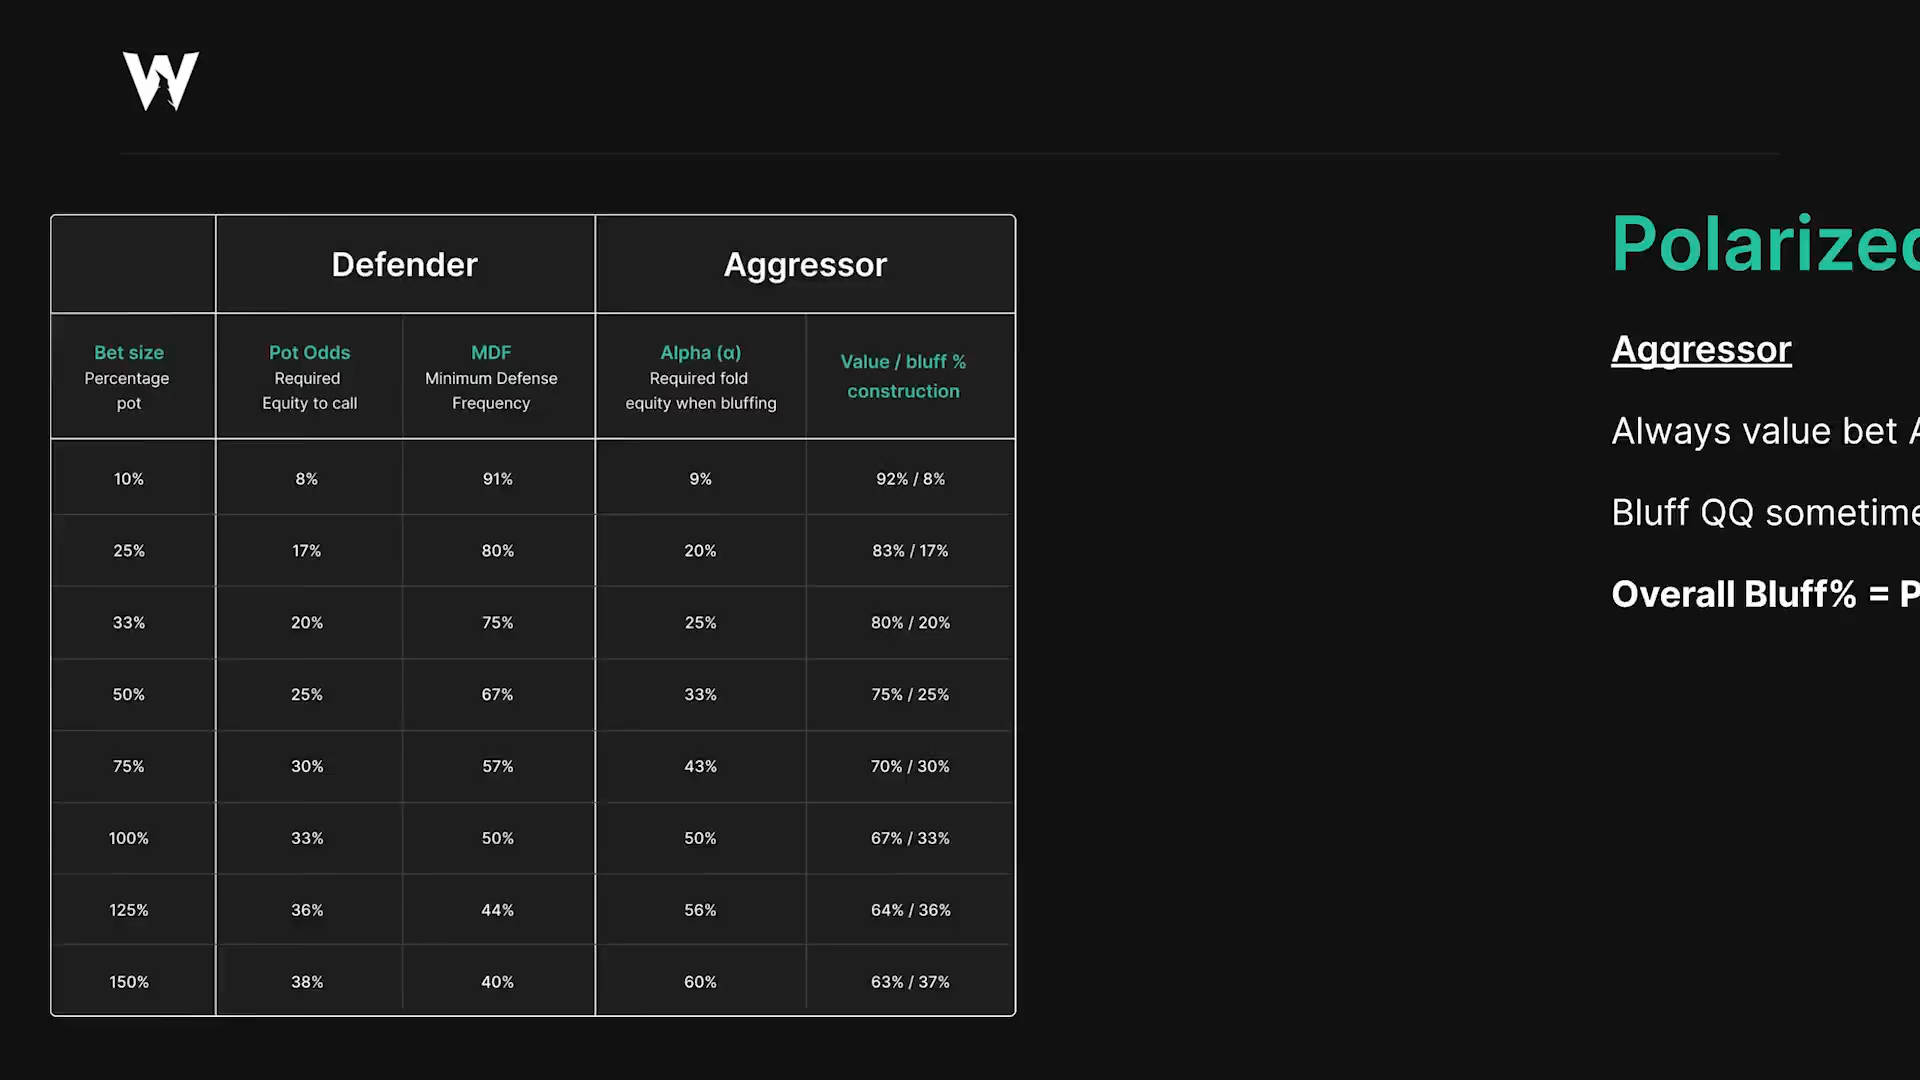 W
Defender Aggressor
Bet size
Percentage
pot
Pot Odds
Required
Equity to call
MDF
Minimum Defense
Frequency
Alpha (α)
Required fold
equity when bluffing
Value / bluff %
construction
10% 8% 91% 9% 92% / 8%
25% 17% 80% 20% 83% / 17%
33% 20% 75% 25% 80% / 20%
50% 25% 67% 33% 75% / 25%
75% 30% 57% 43% 70% / 30%
100% 33% 50% 50% 67% / 33%
125% 36% 44% 56% 64% / 36%
150% 38% 40% 60% 63% / 37%
Polarized
Aggressor
Always value bet A
Bluff QQ sometime
Overall Bluff% = P